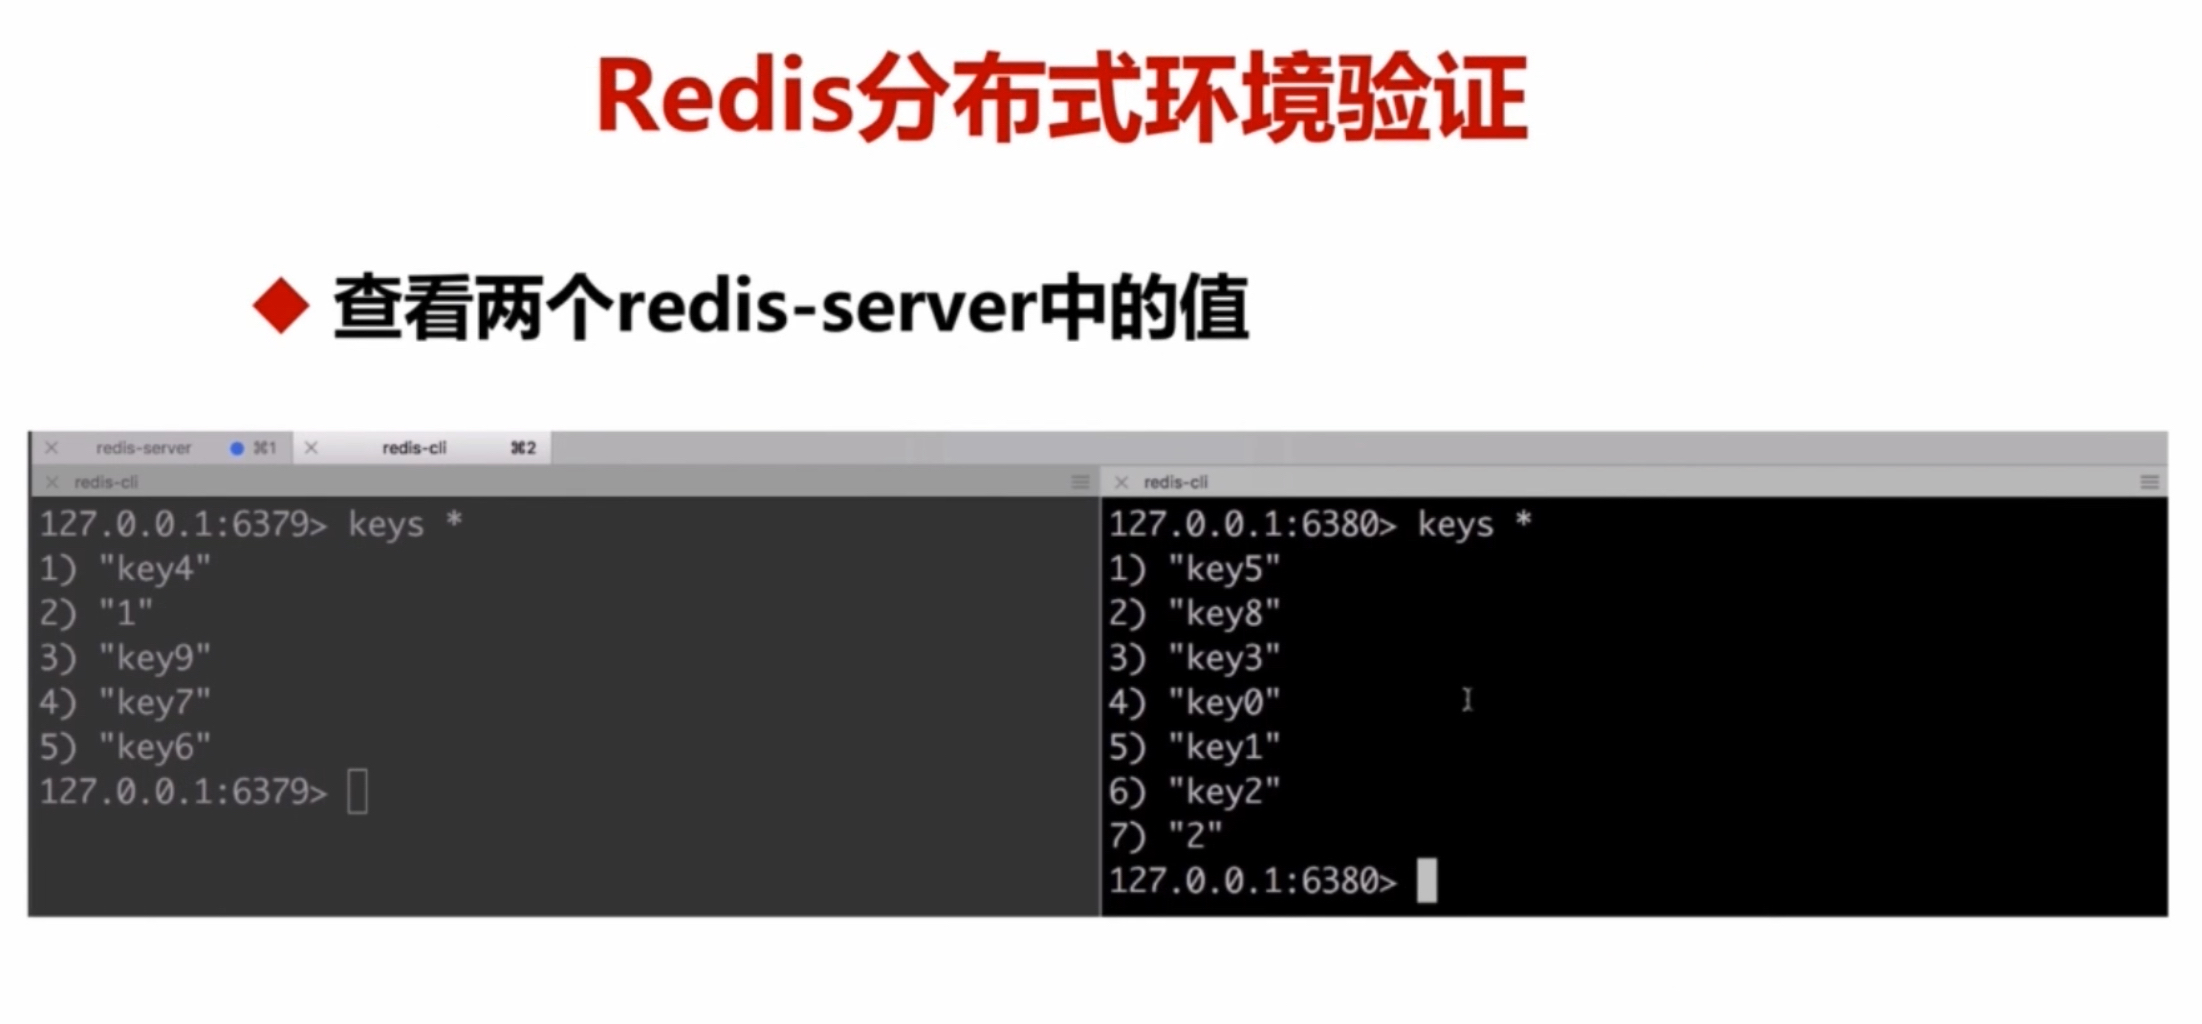 Redis分布式环境验证
查看两个redis-server中的值
redis-server ⌘1 redis-cli ⌘2
redis-cli
127.0.0.1:6379> keys *
1) "key4"
2) "1"
3) "key9"
4) "key7"
5) "key6"
127.0.0.1:6379>
redis-cli
127.0.0.1:6380> keys *
1) "key5"
2) "key8"
3) "key3"
4) "key0"
5) "key1"
6) "key2"
7) "2"
127.0.0.1:6380>